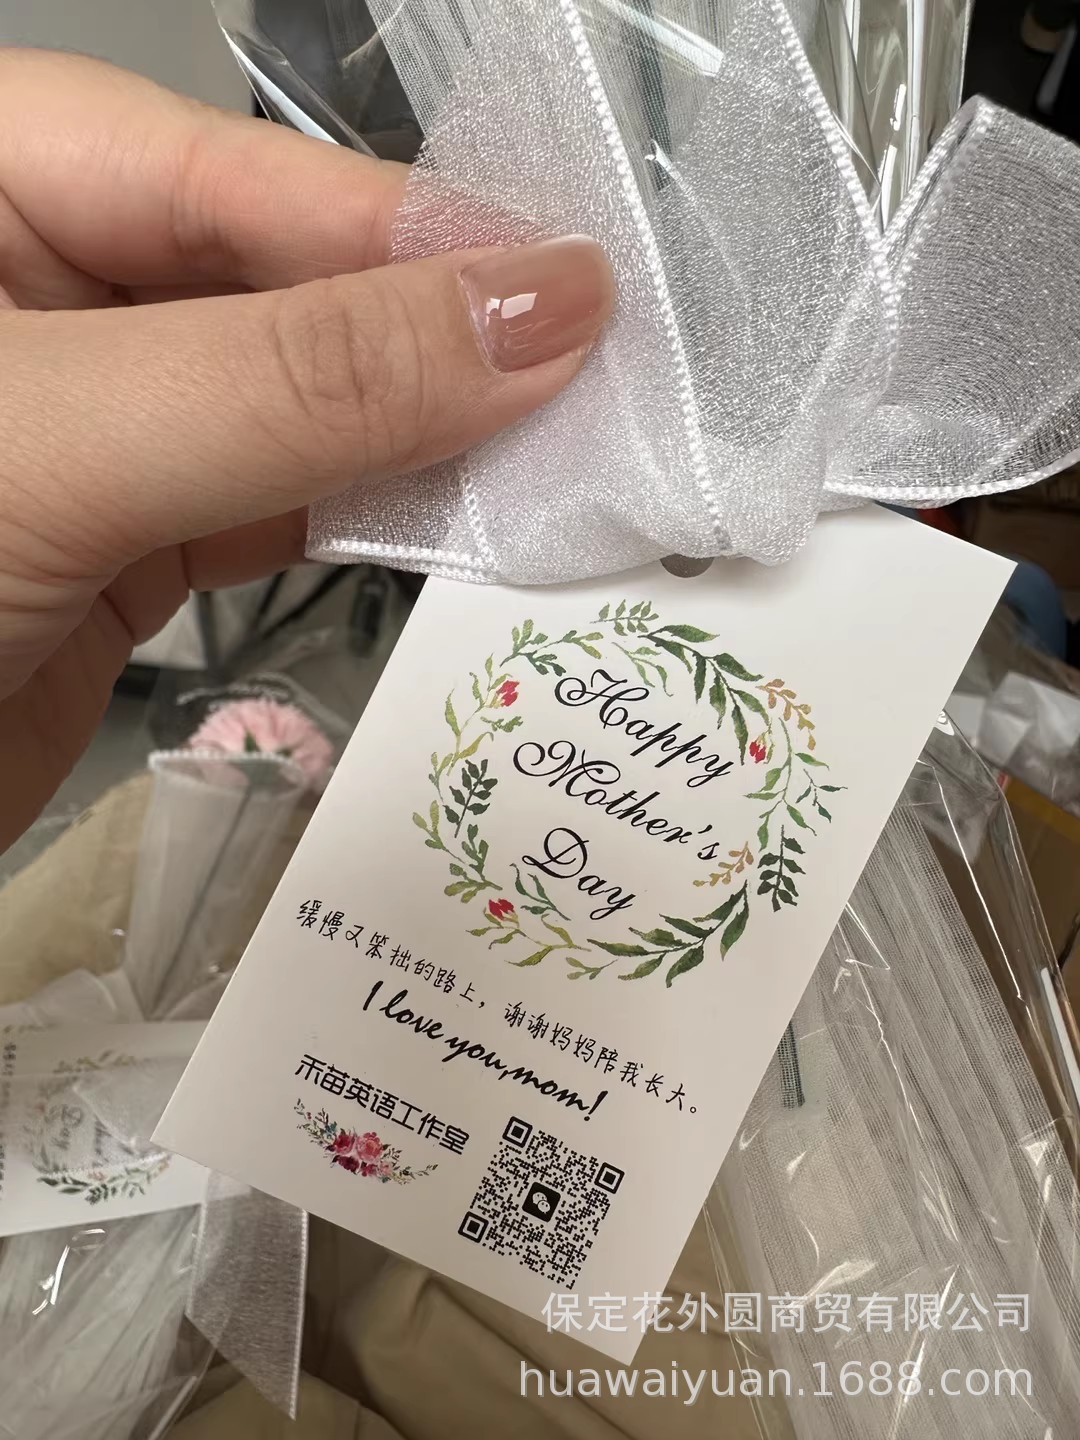 Happy
Mother's
Day
缓慢又笨拙的路上，谢谢妈妈陪我长大。
I love you,mom!
禾苗英语工作室
保定花外圆商贸有限公司
huawaiyuan.1688.com